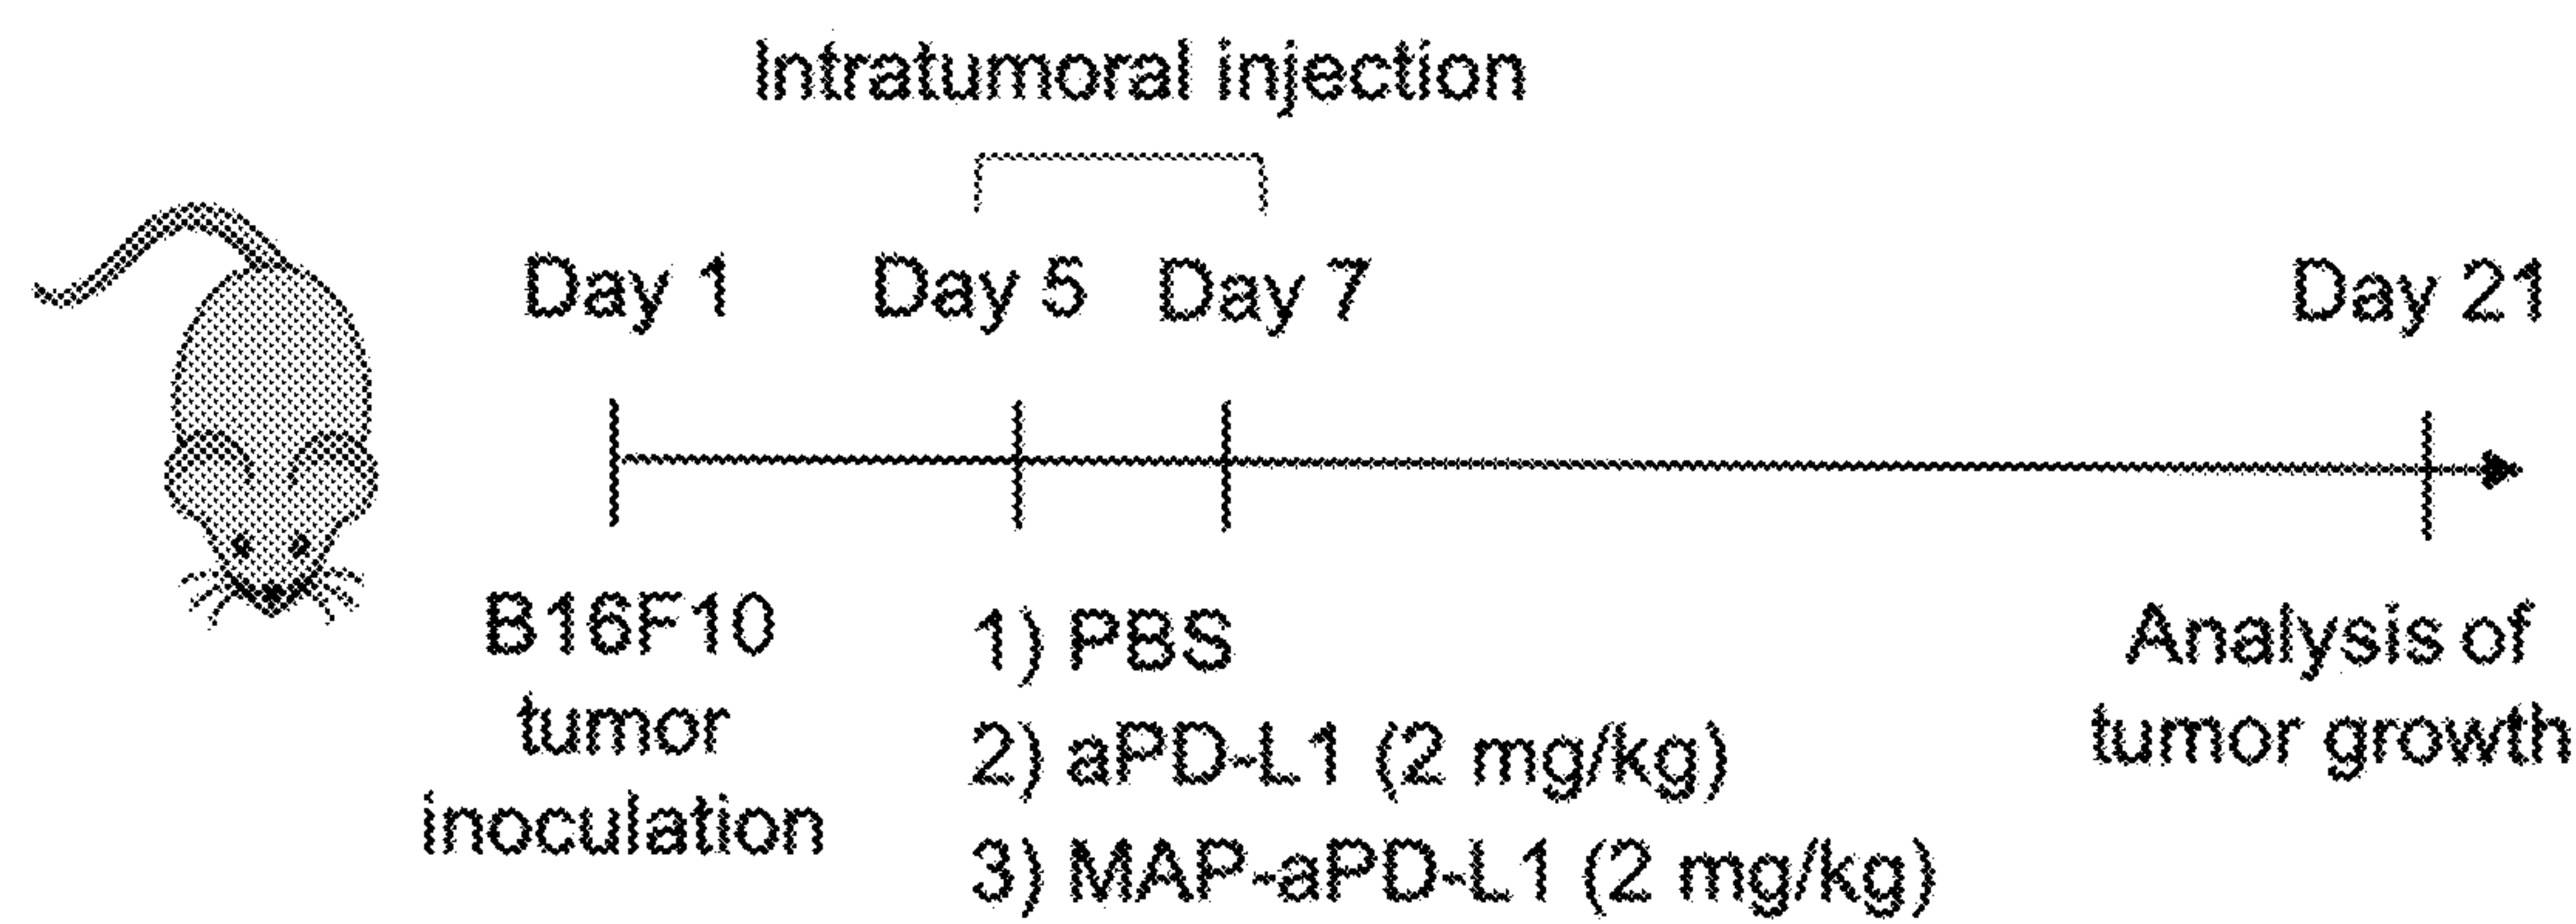 Intratumoral injection
Day 1 Day 5 Day 7 Day 21
B16F10
tumor
inoculation
1) PBS
2) aPD-L1 (2 mg/kg)
3) MAP-aPD-L1 (2 mg/kg)
Analysis of
tumor growth